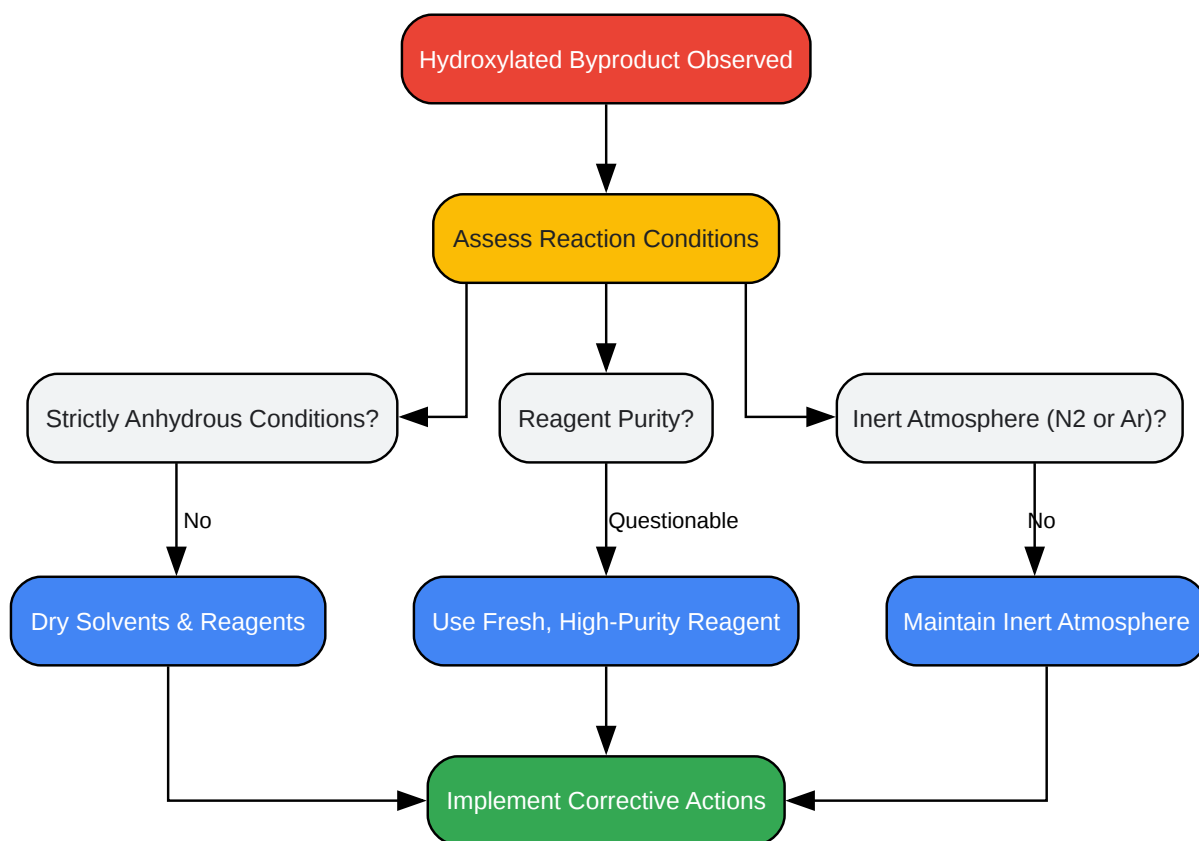 Hydroxylated Byproduct Observed
Assess Reaction Conditions
Strictly Anhydrous Conditions?
Reagent Purity?
Inert Atmosphere (N2 or Ar)?
No
Questionable
No
Dry Solvents & Reagents
Use Fresh, High-Purity Reagent
Maintain Inert Atmosphere
Implement Corrective Actions